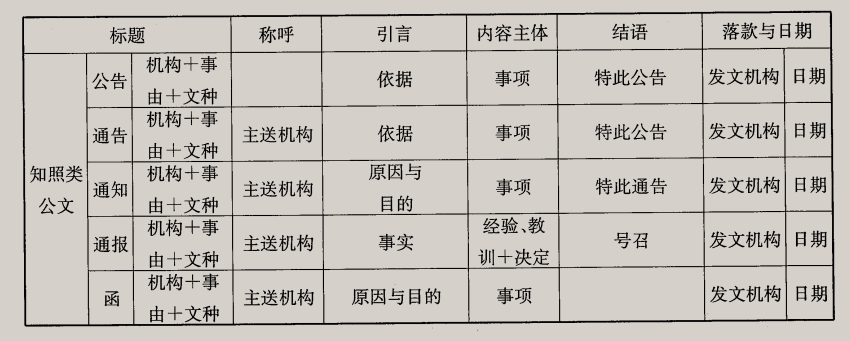 标题 称呼 引言 内容主体 结语 落款与日期
知照类公文
公告 机构＋事由＋文种 依据 事项 特此公告 发文机构 日期
通告 机构＋事由＋文种 主送机构 依据 事项 特此公告 发文机构 日期
通知 机构＋事由＋文种 主送机构 原因与目的 事项 特此通告 发文机构 日期
通报 机构＋事由＋文种 主送机构 事实 经验、教训＋决定 号召 发文机构 日期
函 机构＋事由＋文种 主送机构 原因与目的 事项 发文机构 日期